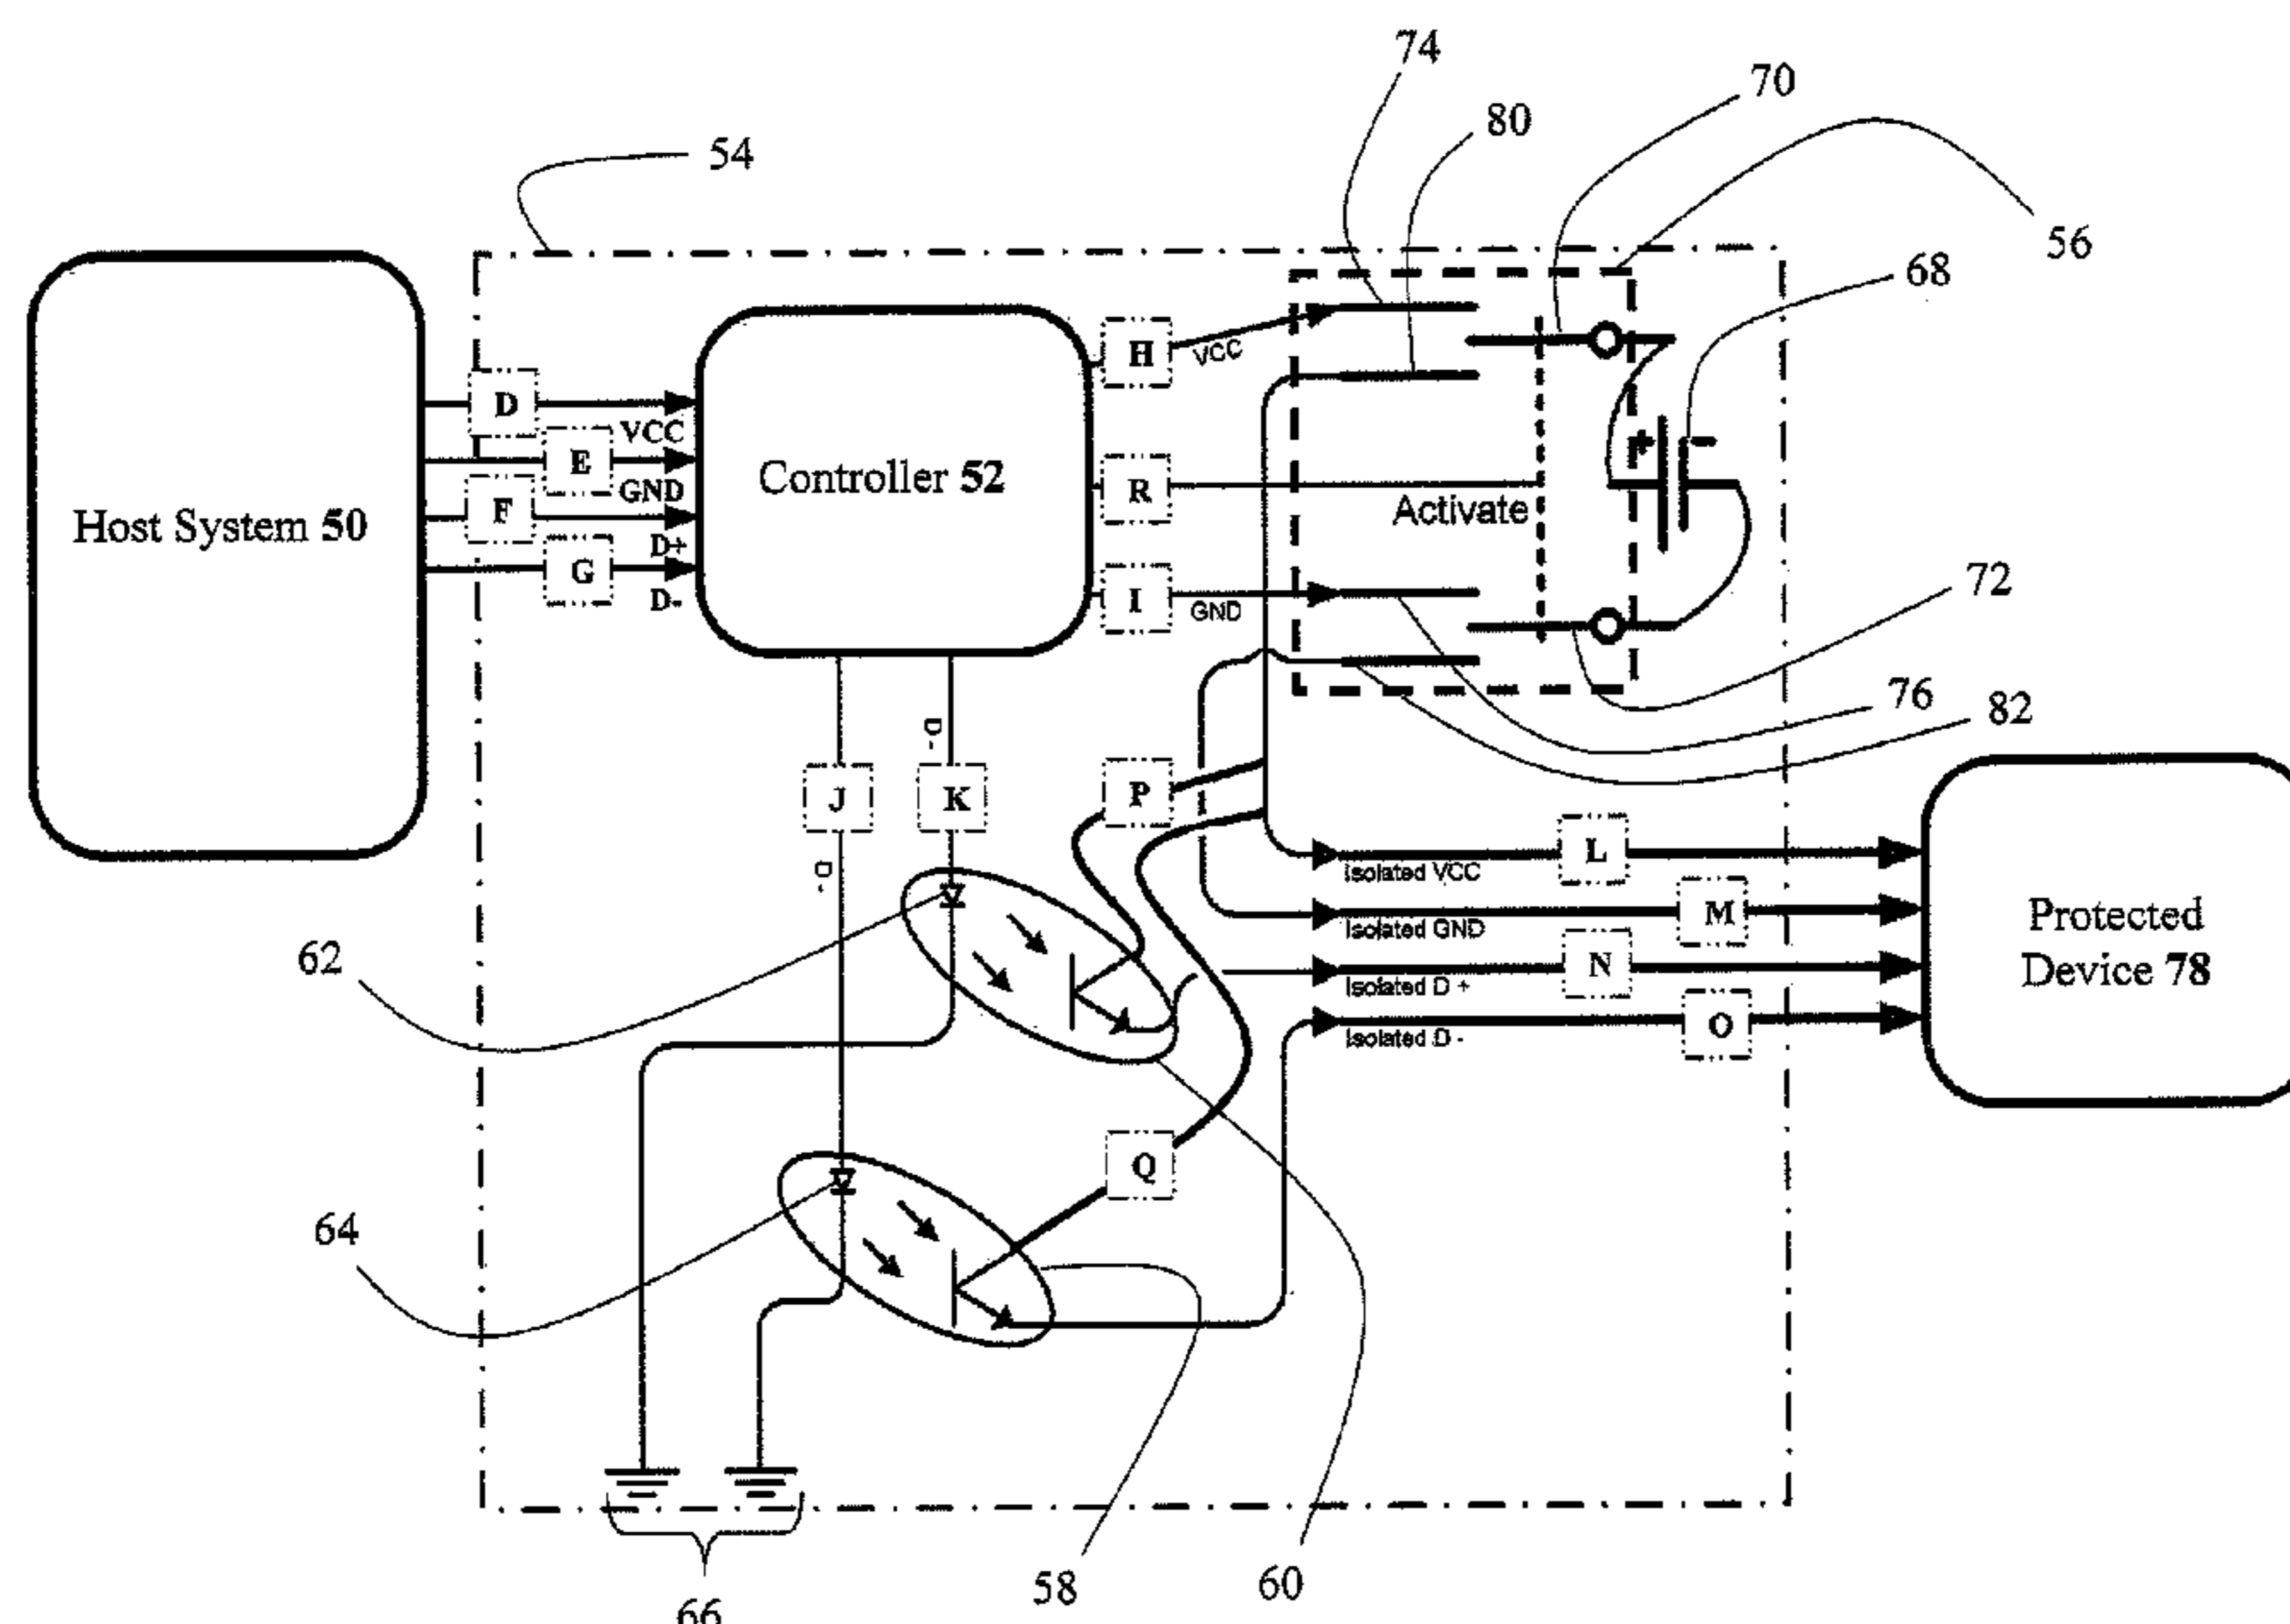 74
70
80
54
56
68
Host System 50
Controller 52
D
VCC
E
GND
F
D+
G
D-
H
VCC
R
Activate
I
GND
+
-
72
76
82
D-
J
K
P
D-
L
Isolated VCC
M
Isolated GND
N
Isolated D +
O
Isolated D -
Protected
Device 78
62
Q
64
58
60
66